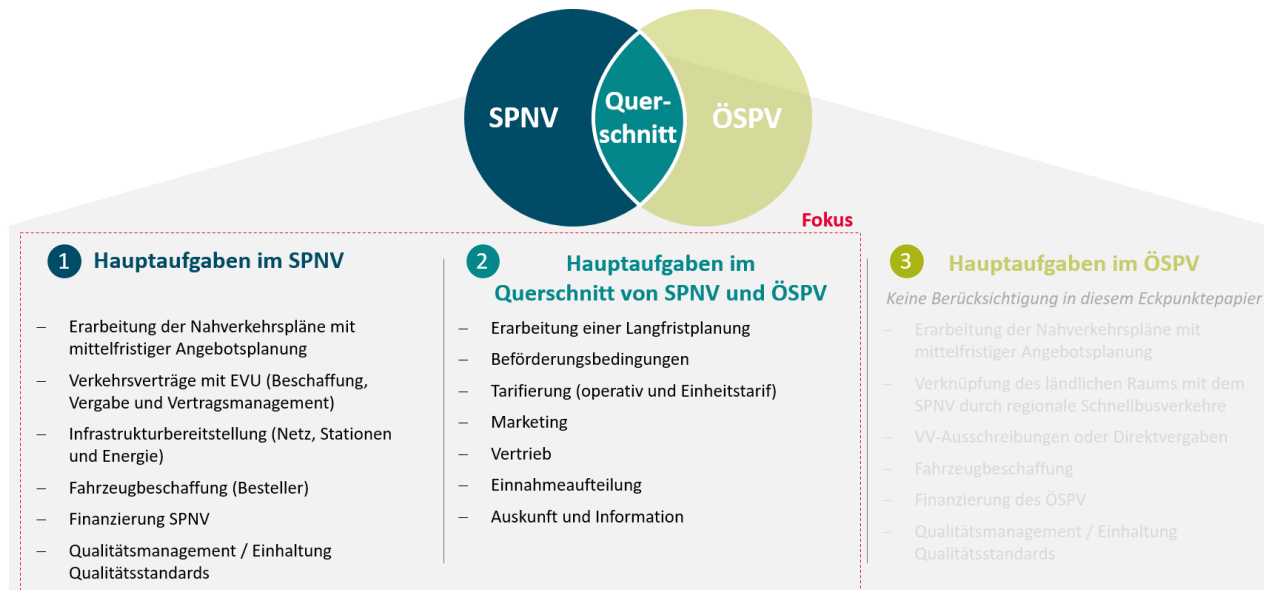 SPNV
Quer-
schnitt
ÖSPV
Fokus
1 Hauptaufgaben im SPNV
– Erarbeitung der Nahverkehrspläne mit
mittelfristiger Angebotsplanung
– Verkehrsverträge mit EVU (Beschaffung,
Vergabe und Vertragsmanagement)
– Infrastrukturbereitstellung (Netz, Stationen
und Energie)
– Fahrzeugbeschaffung (Besteller)
– Finanzierung SPNV
– Qualitätsmanagement / Einhaltung
Qualitätsstandards
2 Hauptaufgaben im
Querschnitt von SPNV und ÖSPV
– Erarbeitung einer Langfristplanung
– Beförderungsbedingungen
– Tarifierung (operativ und Einheitstarif)
– Marketing
– Vertrieb
– Einnahmeaufteilung
– Auskunft und Information
3 Hauptaufgaben im ÖSPV
Keine Berücksichtigung in diesem Eckpunktepapier
– Erarbeitung der Nahverkehrspläne mit
mittelfristiger Angebotsplanung
– Verknüpfung des ländlichen Raums mit dem
SPNV durch regionale Schnellbusverkehre
– VV-Ausschreibungen oder Direktvergaben
– Fahrzeugbeschaffung
– Finanzierung des ÖSPV
– Qualitätsmanagement / Einhaltung
Qualitätsstandards